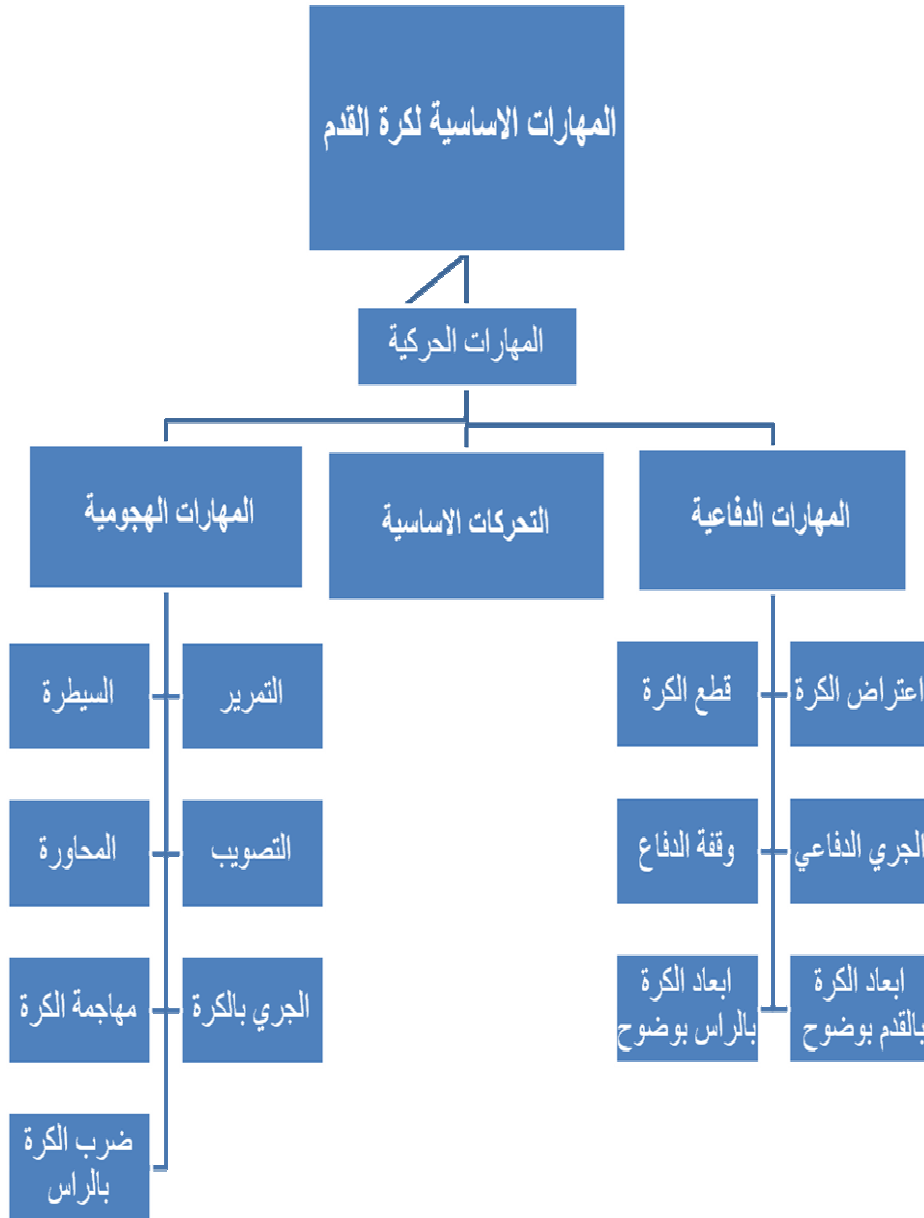 المهارات الاساسية لكرة القدم
المهارات الحركية
المهارات الدفاعية
التحركات الاساسية
المهارات الهجومية
اعتراض الكرة
قطع الكرة
التمرير
السيطرة
الجري الدفاعي
وقفة الدفاع
التصويب
المحاورة
ابعاد الكرة
بالقدم بوضوح
ابعاد الكرة
بالراس بوضوح
الجري بالكرة
مهاجمة الكرة
ضرب الكرة
بالراس